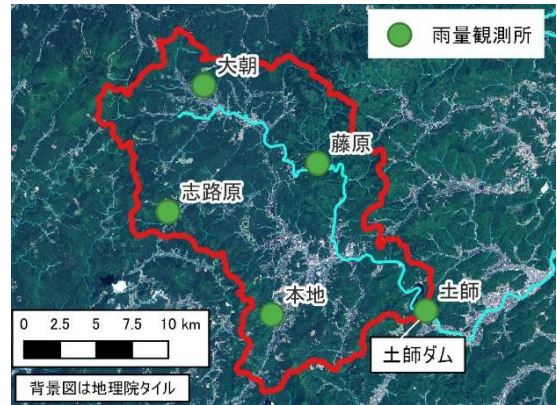 雨量観測所
大朝
藤原
志路原
本地
土師
土師ダム
0 2.5 5 7.5 10 km
背景図は地理院タイル